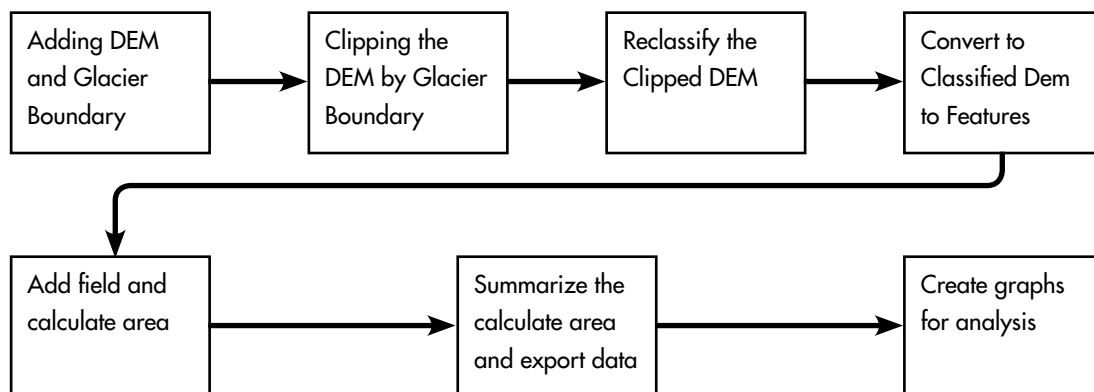 Adding DEM
and Glacier
Boundary
Clipping the
DEM by Glacier
Boundary
Reclassify the
Clipped DEM
Convert to
Classified Dem
to Features
Add field and
calculate area
Summarize the
calculate area
and export data
Create graphs
for analysis